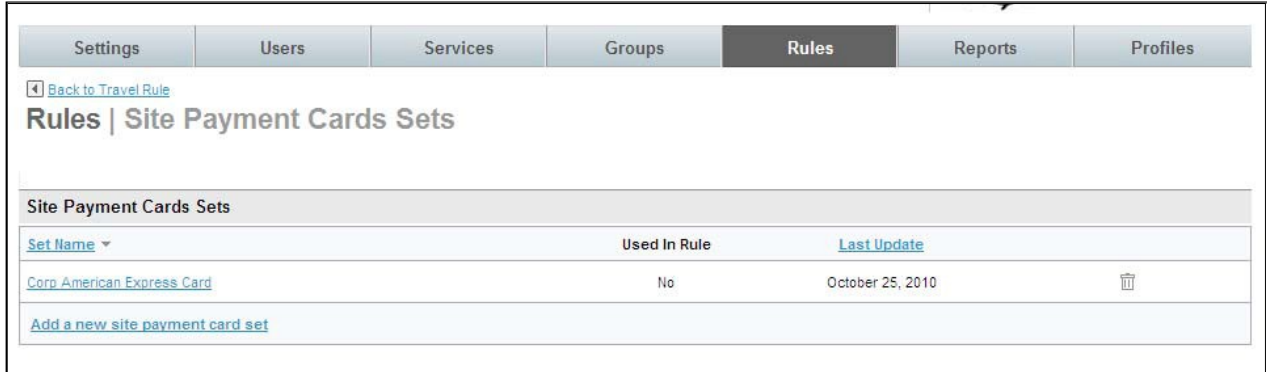 Settings Users Services Groups Rules Reports Profiles
Back to Travel Rule
Rules | Site Payment Cards Sets
Site Payment Cards Sets
Set Name Used In Rule Last Update
Corp American Express Card No October 25, 2010
Add a new site payment card set